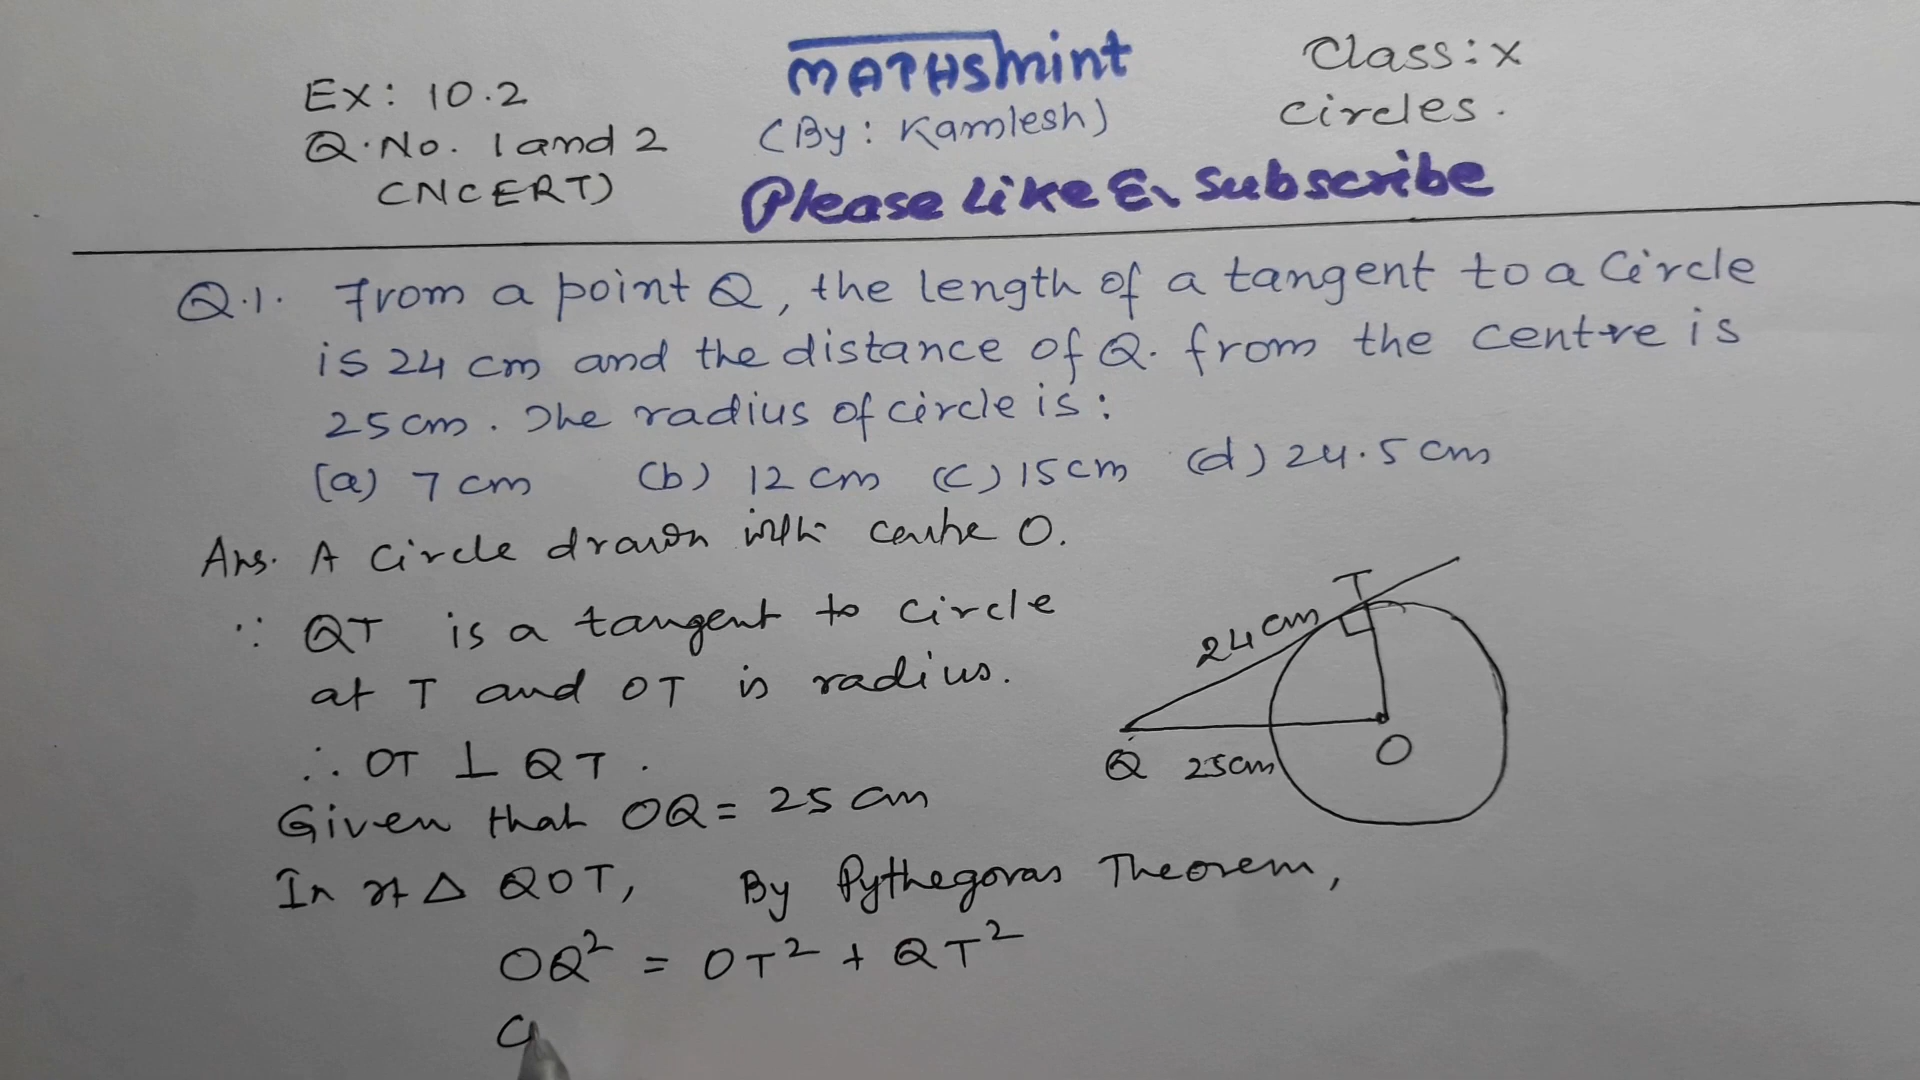 Ex: 10.2
Q.No. 1 and 2
(NCERT)
MATHSmint
(By: Kamlesh)
Please Like & Subscribe
Class: X
Circles.
Q.1. From a point Q, the length of a tangent to a Circle
is 24 cm and the distance of Q. from the centre is
25 cm. The radius of circle is:
(a) 7 cm (b) 12 cm (c) 15 cm (d) 24.5 cm
Ans. A Circle drawn with centre O.
∵ QT is a tangent to Circle
at T and OT is radius.
∴ OT ⊥ QT.
Given that OQ = 25 cm
In rt Δ QOT, By Pythegoras Theorem,
OQ² = OT² + QT²
T
24 cm
Q
25cm
O